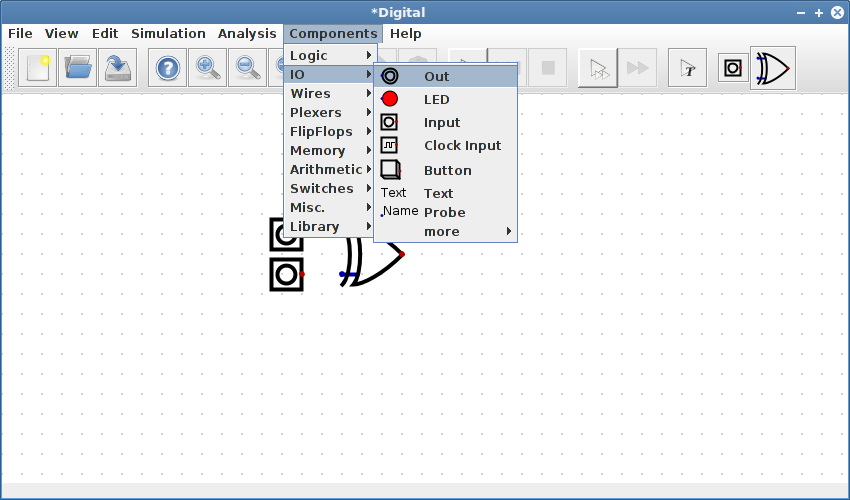 *Digital
File View Edit Simulation Analysis Components Help
T
Logic
IO
Wires
Plexers
FlipFlops
Memory
Arithmetic
Switches
Misc.
Library
Out
LED
Input
Clock Input
Button
Text Text
Name Probe
more